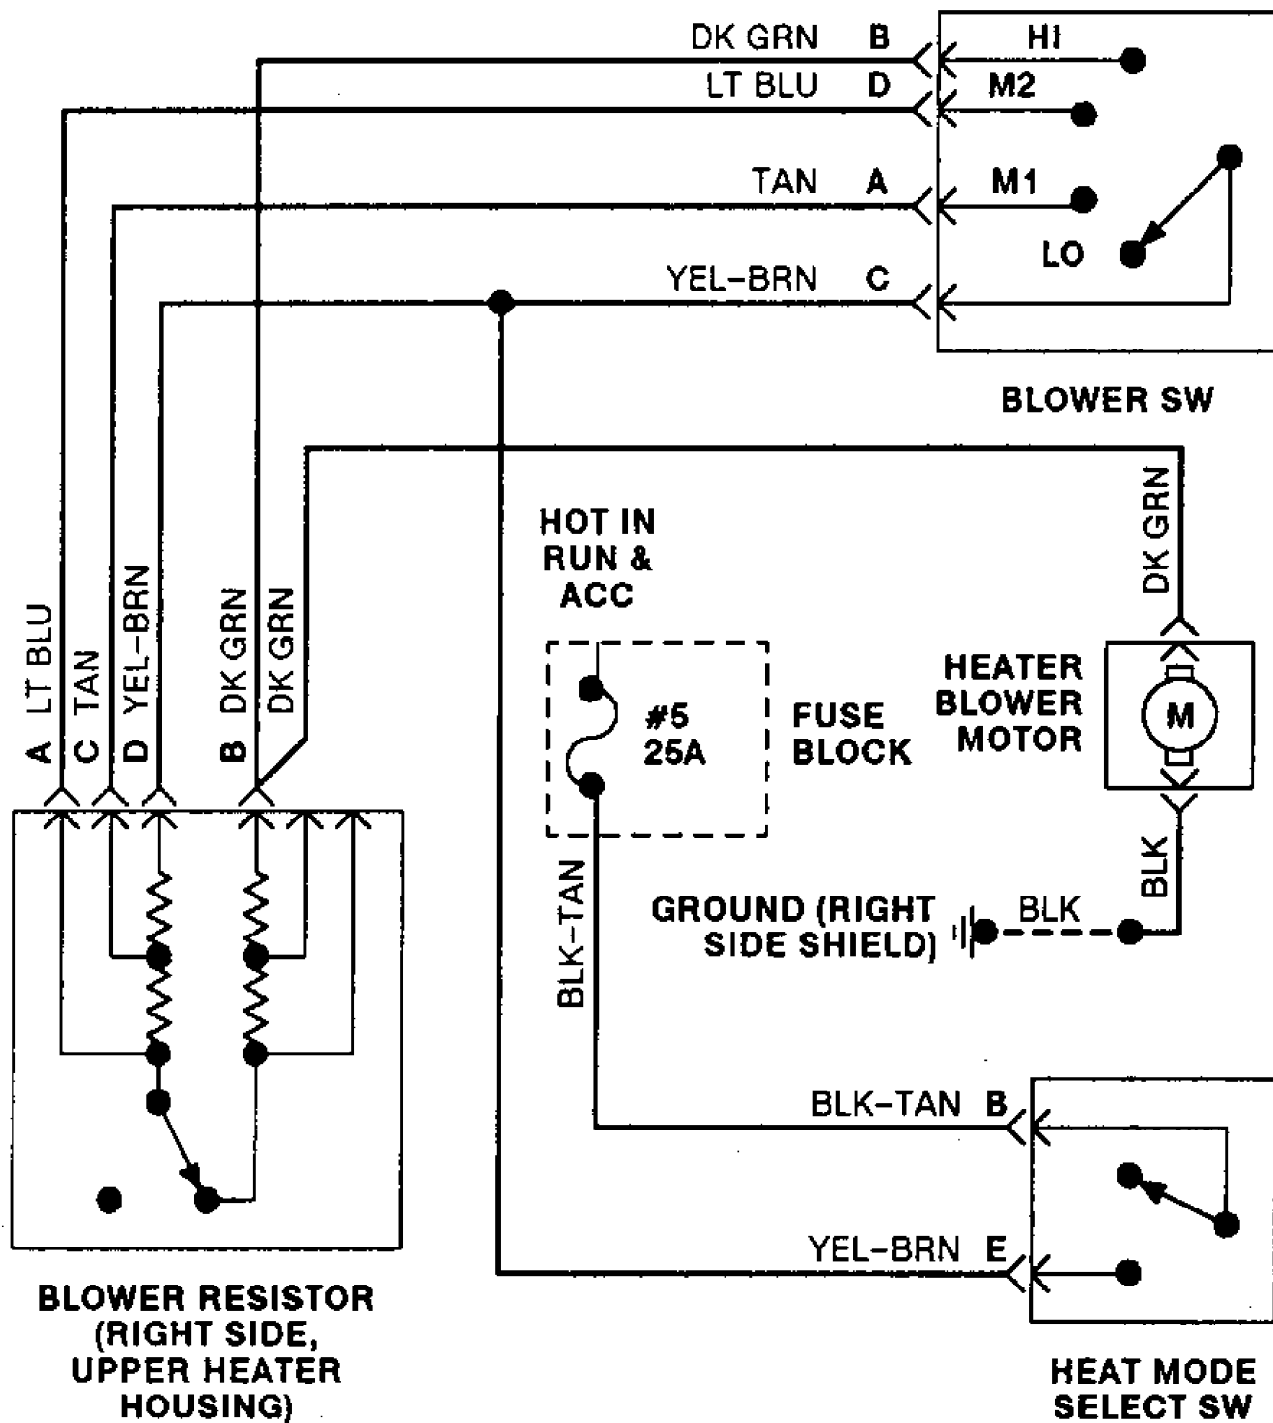 DK GRN B HI
LT BLU D M2
TAN A M1
LO
YEL-BRN C
BLOWER SW
HOT IN
RUN &
ACC
DK GRN
A LT BLU
C TAN
D YEL-BRN
B DK GRN
DK GRN
#5
25A
FUSE
BLOCK
HEATER
BLOWER
MOTOR
M
BLK-TAN
GROUND (RIGHT
SIDE SHIELD)
BLK
BLK
BLK-TAN B
YEL-BRN E
BLOWER RESISTOR
(RIGHT SIDE,
UPPER HEATER
HOUSING)
HEAT MODE
SELECT SW